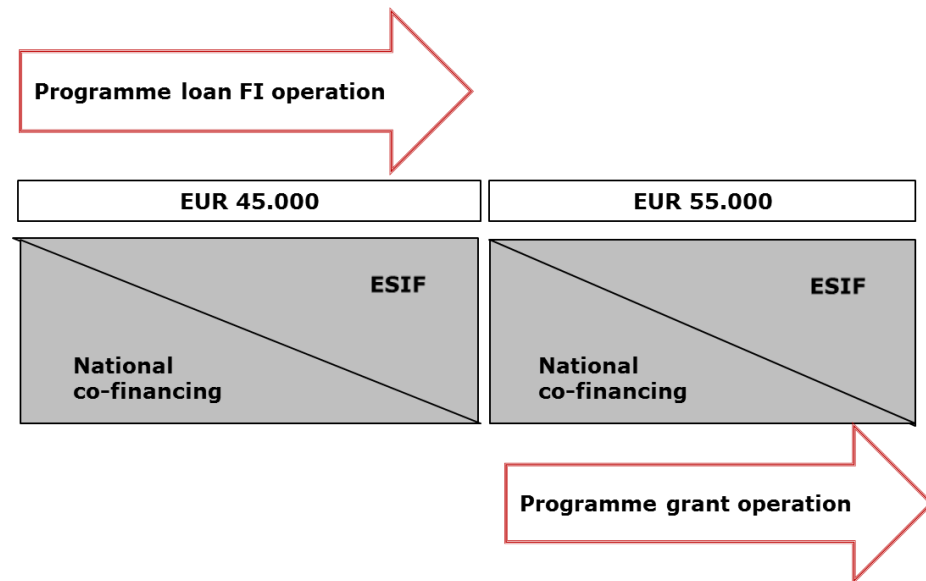 Programme loan FI operation
EUR 45.000
EUR 55.000
ESIF
National
co-financing
ESIF
National
co-financing
Programme grant operation